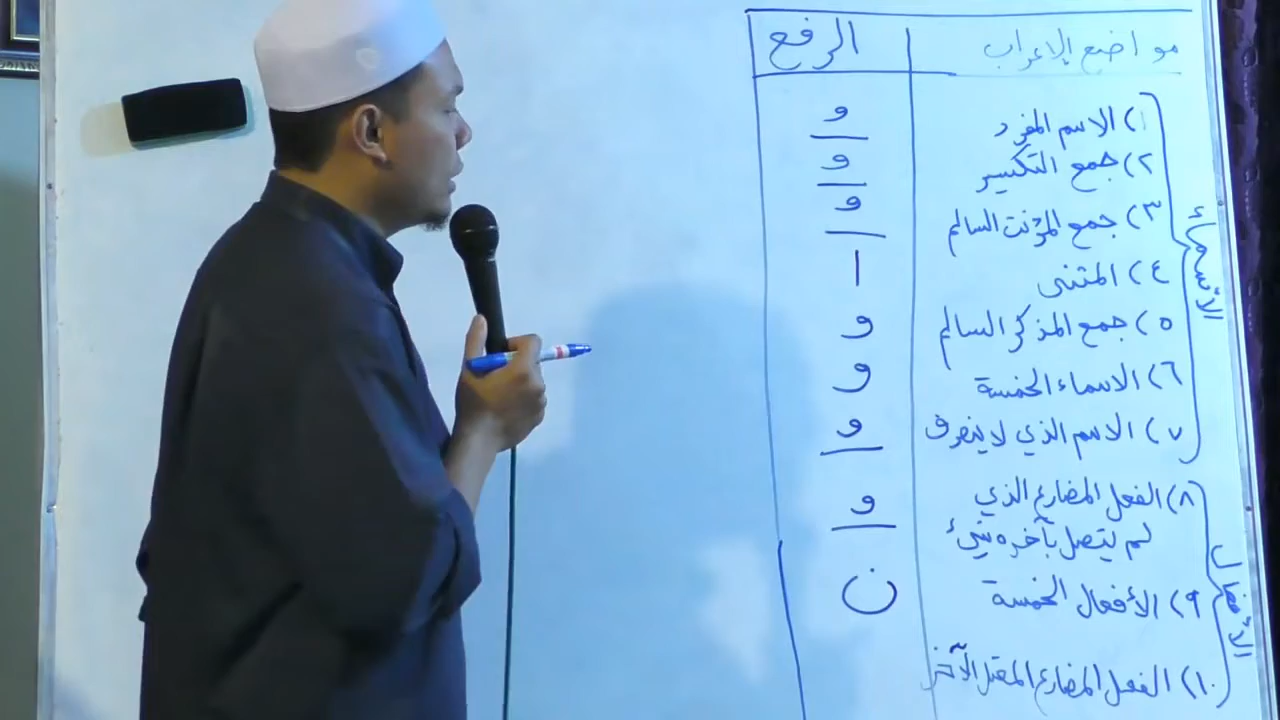 مواضع الإعراب	الرفع
الأسماء
١) الاسم المفرد	ـُ
٢) جمع التكسير	ـُ
٣) جمع المؤنث السالم	ـُ
٤) المثنى	ا
٥) جمع المذكر السالم	و
٦) الاسماء الخمسة	و
٧) الاسم الذي لا ينصرف	ـُ
الأفعال
٨) الفعل المضارع الذي	ـُ
لم يتصل بآخره شيء
٩) الأفعال الخمسة	ن
١٠) الفعل المضارع المعتل الآخر